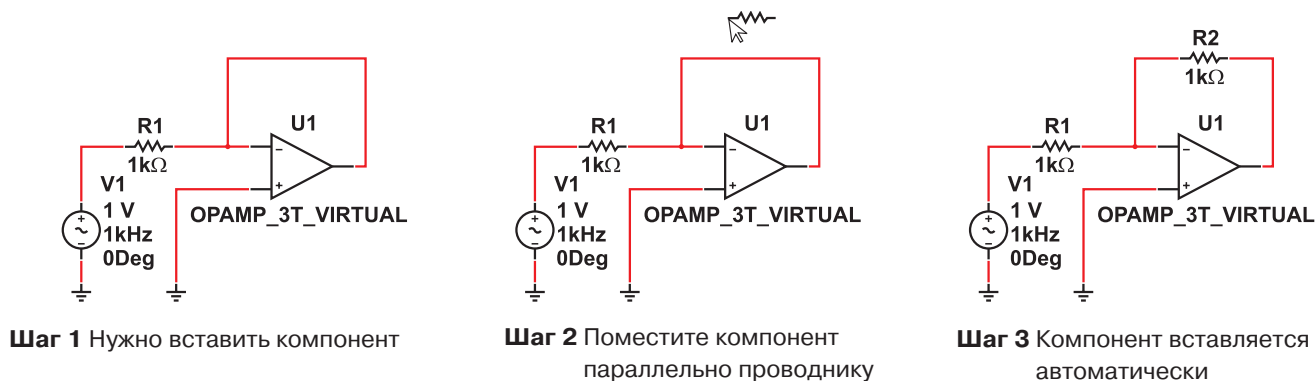 R1
1kΩ
U1
V1
1 V
1kHz
0Deg
OPAMP_3T_VIRTUAL
Шаг 1 Нужно вставить компонент
R1
1kΩ
U1
V1
1 V
1kHz
0Deg
OPAMP_3T_VIRTUAL
Шаг 2 Поместите компонент
параллельно проводнику
R2
1kΩ
R1
1kΩ
U1
V1
1 V
1kHz
0Deg
OPAMP_3T_VIRTUAL
Шаг 3 Компонент вставляется
автоматически